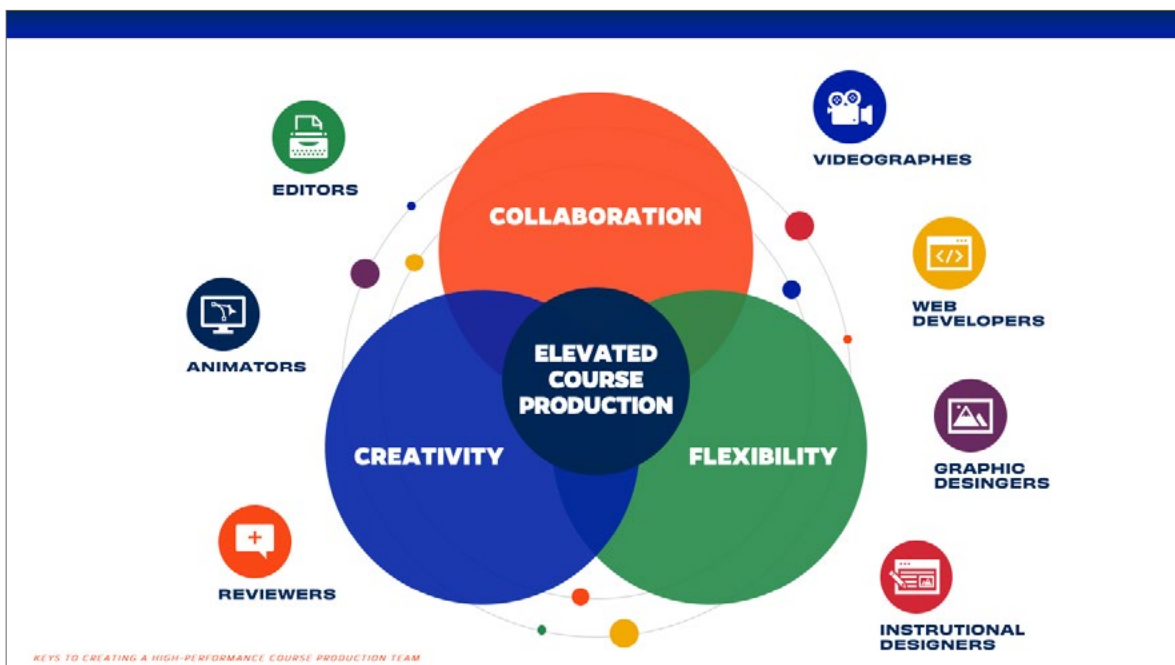 EDITORS
VIDEOGRAPHES
COLLABORATION
WEB
DEVELOPERS
ANIMATORS
ELEVATED
COURSE
PRODUCTION
CREATIVITY
FLEXIBILITY
GRAPHIC
DESINGERS
REVIEWERS
INSTRUTIONAL
DESIGNERS
KEYS TO CREATING A HIGH-PERFORMANCE COURSE PRODUCTION TEAM